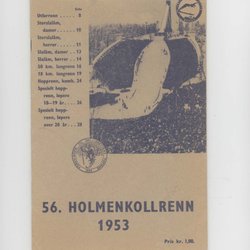 Side
Utforrenn ..... 8
Storslalåm,
damer ..... 10
Storslalåm,
herrer ..... 11
Slalåm, damer .. 13
Slalåm, herrer .. 14
50 km. langrenn 16
18 km. langrenn 19
Hopprenn, komb. 24
Spesielt hopp-
renn, løpere
18—19 år .... 26
Spesielt hopp-
renn, løpere
over 20 år ... 28
56. HOLMENKOLLRENN
1953
Pris kr. 1,00.